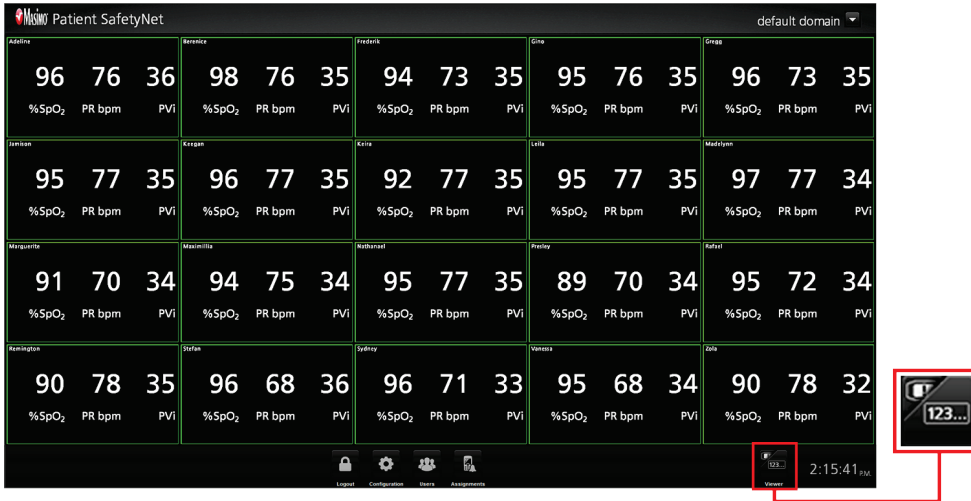 Masimo Patient SafetyNet default domain
Adeline Berenice Frederik Gino Gregg
96 76 36 98 76 35 94 73 35 95 76 35 96 73 35
%SpO2 PR bpm PVi %SpO2 PR bpm PVi %SpO2 PR bpm PVi %SpO2 PR bpm PVi %SpO2 PR bpm PVi
Jamison Keegan Keira Leila Madelynn
95 77 35 96 77 35 92 77 35 95 77 35 97 77 34
%SpO2 PR bpm PVi %SpO2 PR bpm PVi %SpO2 PR bpm PVi %SpO2 PR bpm PVi %SpO2 PR bpm PVi
Marguerite Maximillia Nathanael Presley Rafael
91 70 34 94 75 34 95 77 35 89 70 34 95 72 34
%SpO2 PR bpm PVi %SpO2 PR bpm PVi %SpO2 PR bpm PVi %SpO2 PR bpm PVi %SpO2 PR bpm PVi
Remington Stefan Sydney Vanessa Zola
90 78 35 96 68 36 96 71 33 95 68 34 90 78 32
%SpO2 PR bpm PVi %SpO2 PR bpm PVi %SpO2 PR bpm PVi %SpO2 PR bpm PVi %SpO2 PR bpm PVi
123... 2:15:41 P.M.
Logout Configuration Users Assignments Viewer
123...